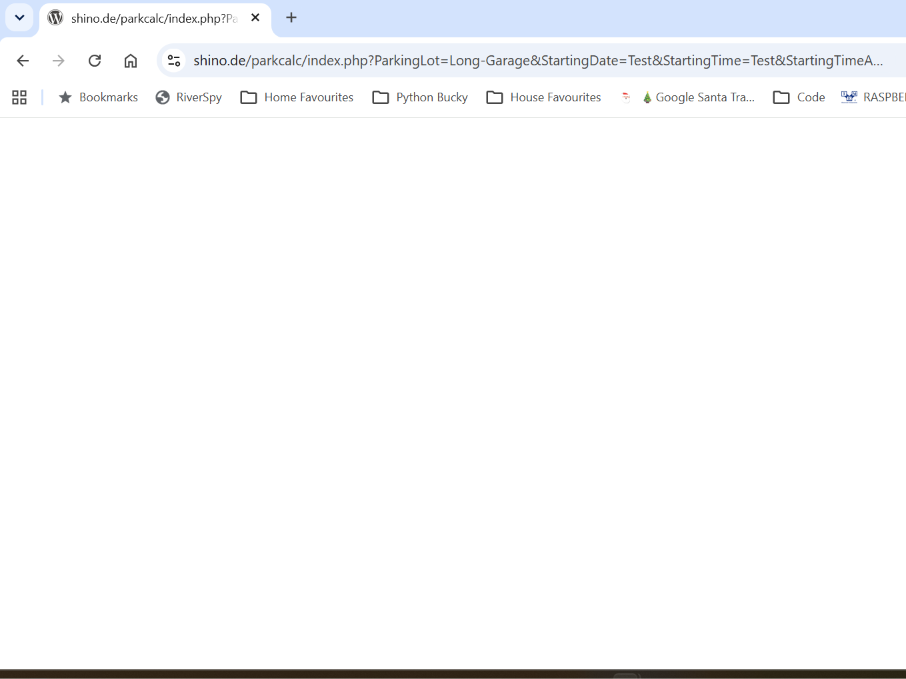 shino.de/parkcalc/index.php?Pa
shino.de/parkcalc/index.php?ParkingLot=Long-Garage&StartingDate=Test&StartingTime=Test&StartingTimeA...
Bookmarks RiverSpy Home Favourites Python Bucky House Favourites Google Santa Tra... Code RASPBE